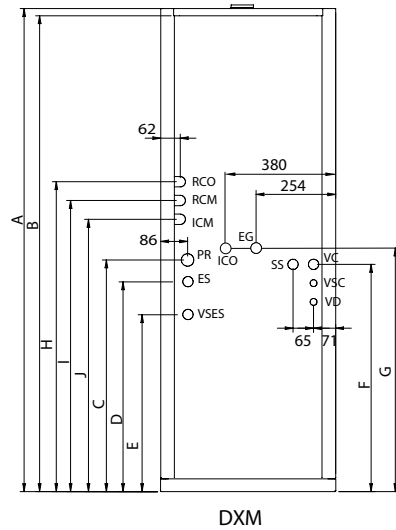 62
380
254
RCO
RCM
ICM
86
PR
ICO
EG
SS
VC
ES
VSC
VD
VSES
65
71
A
B
H
I
J
C
D
E
F
G
DXM